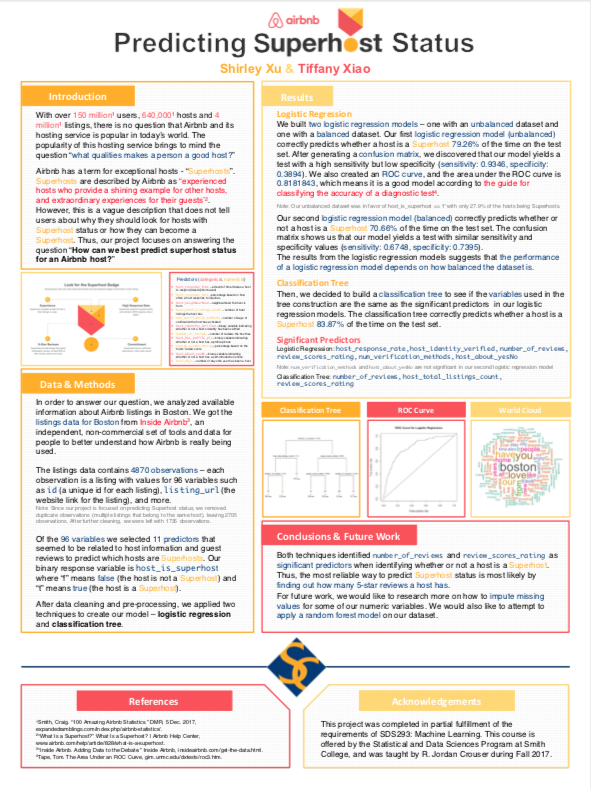 airbnb
Predicting Superhost Status
Shirley Xu & Tiffany Xiao
Introduction
With over 150 million¹ users, 640,000¹ hosts and 4
million¹ listings, there is no question that Airbnb and its
hosting service is popular in today's world. The
popularity of this hosting service brings to mind the
question “what qualities makes a person a good host?”
Airbnb has a term for exceptional hosts - “Superhosts”.
Superhosts are described by Airbnb as “experienced
hosts who provide a shining example for other hosts,
and extraordinary experiences for their guests”².
However, this is a vague description that does not tell
users about why they should look for hosts with
Superhost status or how they can become a
Superhost. Thus, our project focuses on answering the
question “How can we best predict superhost status
for an Airbnb host?”
Look for the Superhost Badge
Predictors (categorical, numerical)
Data & Methods
In order to answer our question, we analyzed available
information about Airbnb listings in Boston. We got the
listings data for Boston from Inside Airbnb³, an
independent, non-commercial set of tools and data for
people to better understand how Airbnb is really being
used.
The listings data contains 4870 observations – each
observation is a listing with values for 96 variables such
as id (a unique id for each listing), listing_url (the
website link for the listing), and more.
Note: Since our project is focused on predicting Superhost status, we removed
duplicate observations (multiple listings that belong to the same host), leaving 2705
observations. After further cleaning, we were left with 1735 observations.
Of the 96 variables we selected 11 predictors that
seemed to be related to host information and guest
reviews to predict which hosts are Superhosts. Our
binary response variable is host_is_superhost
where “f” means false (the host is not a Superhost) and
“t” means true (the host is a Superhost).
After data cleaning and pre-processing, we applied two
techniques to create our model – logistic regression
and classification tree.
Results
Logistic Regression
We built two logistic regression models – one with an unbalanced dataset and
one with a balanced dataset. Our first logistic regression model (unbalanced)
correctly predicts whether a host is a Superhost 79.26% of the time on the test
set. After generating a confusion matrix, we discovered that our model yields a
test with a high sensitivity but low specificity (sensitivity: 0.9346, specificity:
0.3894). We also created an ROC curve, and the area under the ROC curve is
0.8181843, which means it is a good model according to the guide for
classifying the accuracy of a diagnostic test⁴.
Note: Our unbalanced dataset was in favor of host_is_superhost == 'f' with only 27.9% of the hosts being Superhosts
Our second logistic regression model (balanced) correctly predicts whether or
not a host is a Superhost 70.66% of the time on the test set. The confusion
matrix shows us that our model yields a test with similar sensitivity and
specificity values (sensitivity: 0.6748, specificity: 0.7395).
The results from the logistic regression models suggests that the performance
of a logistic regression model depends on how balanced the dataset is.
Classification Tree
Then, we decided to build a classification tree to see if the variables used in the
tree construction are the same as the significant predictors in our logistic
regression models. The classification tree correctly predicts whether or a host is a
Superhost 83.87% of the time on the test set.
Significant Predictors
Logistic Regression: host_response_rate, host_identity_verified, number_of_reviews,
review_scores_rating, num_verification_methods, host_about_yesNo
Note: num_verification_methods and host_about_yesNo are not significant in our second logistic regression model
Classification Tree: number_of_reviews, host_total_listings_count,
review_scores_rating
Classification Tree
ROC Curve
World Cloud
boston
love
you
have
people
Conclusions & Future Work
Both techniques identified number_of_reviews and review_scores_rating as
significant predictors when identifying whether or not a host is a Superhost.
Thus, the most reliable way to predict Superhost status is most likely by
finding out how many 5-star reviews a host has.
For future work, we would like to research more on how to impute missing
values for some of our numeric variables. We would also like to attempt to
apply a random forest model on our dataset.
References
¹Smith, Craig. “100 Amazing Airbnb Statistics.” DMR, 5 Dec. 2017,
expandedramblings.com/index.php/airbnb-statistics/.
²“What Is a Superhost?” What Is a Superhost? | Airbnb Help Center,
www.airbnb.com/help/article/828/what-is-a-superhost.
³“Inside Airbnb. Adding Data to the Debate.” Inside Airbnb, insideairbnb.com/get-the-data.html.
⁴Tape, Tom. The Area Under an ROC Curve, gim.unmc.edu/dxtests/roc3.htm.
Acknowledgements
This project was completed in partial fulfillment of the
requirements of SDS293: Machine Learning. This course is
offered by the Statistical and Data Sciences Program at Smith
College, and was taught by R. Jordan Crouser during Fall 2017.